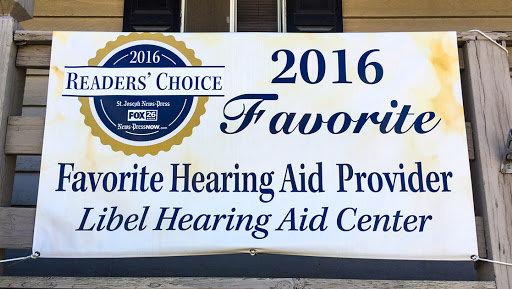 2016
READERS' CHOICE
St. Joseph News-Press
FOX 26
News-PressNow.com
2016
Favorite
Favorite Hearing Aid Provider
Libel Hearing Aid Center